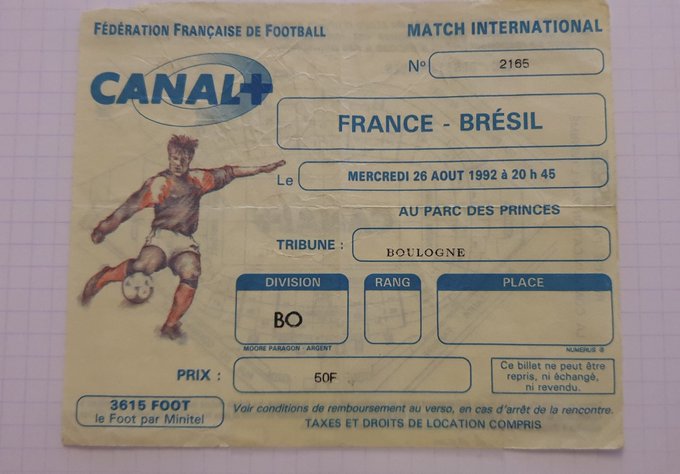 FÉDÉRATION FRANÇAISE DE FOOTBALL
MATCH INTERNATIONAL
N° 2165
CANAL+
FRANCE - BRÉSIL
Le MERCREDI 26 AOUT 1992 à 20 h 45
AU PARC DES PRINCES
TRIBUNE : BOULOGNE
DIVISION RANG PLACE
BO
MOORE PARAGON - ARGENT
NUMERUS ®
PRIX : 50F
Ce billet ne peut être
repris, ni échangé,
ni revendu.
3615 FOOT
le Foot par Minitel
Voir conditions de remboursement au verso, en cas d'arrêt de la rencontre.
TAXES ET DROITS DE LOCATION COMPRIS